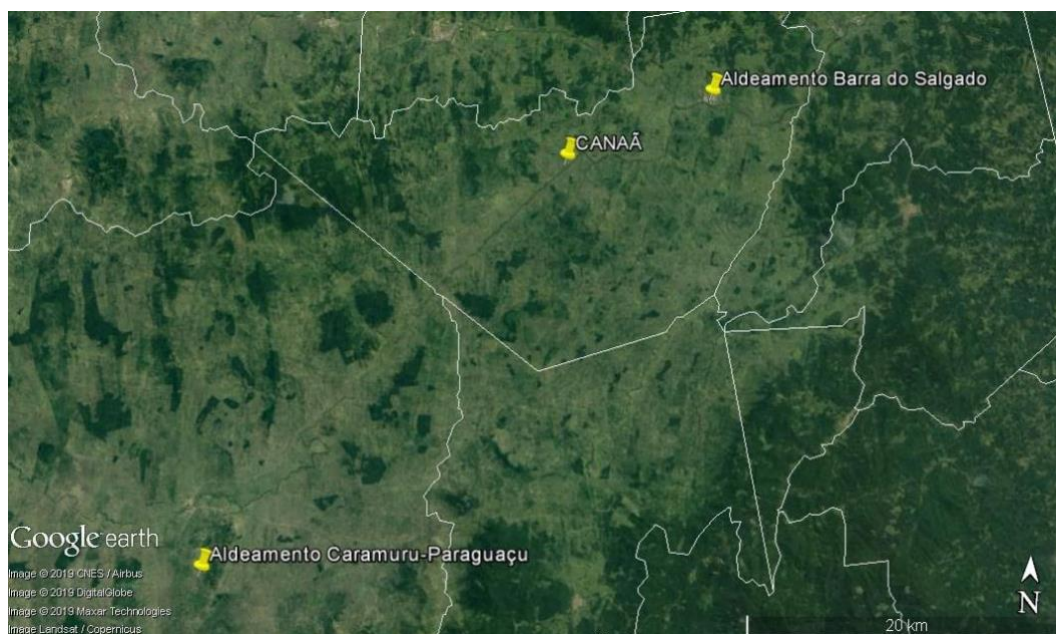 Aldeamento Barra do Salgado
CANAÃ
Aldeamento Caramuru-Paraguaçu
Google earth
Image © 2019 CNES / Airbus
Image © 2019 DigitalGlobe
Image © 2019 Maxar Technologies
Image Landsat / Copernicus
N
20 km